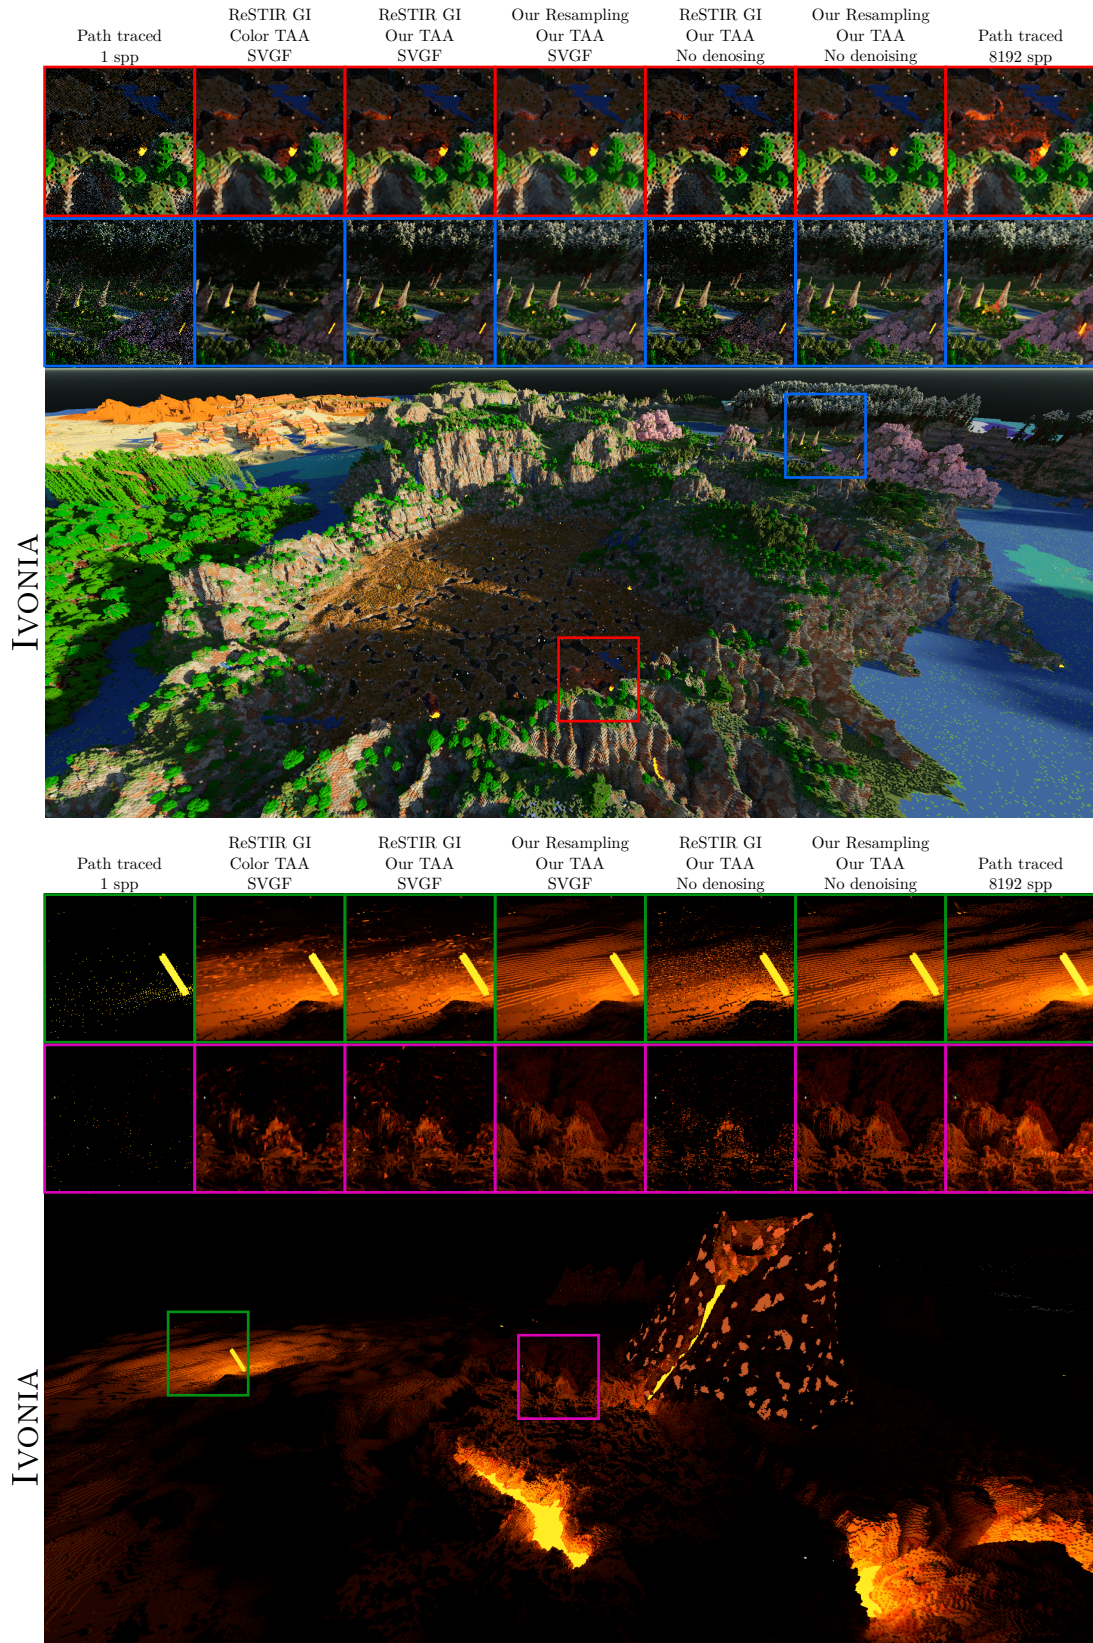 Path traced
1 spp
ReSTIR GI
Color TAA
SVGF
ReSTIR GI
Our TAA
SVGF
Our Resampling
Our TAA
SVGF
ReSTIR GI
Our TAA
No denosing
Our Resampling
Our TAA
No denoising
Path traced
8192 spp
IVONIA
Path traced
1 spp
ReSTIR GI
Color TAA
SVGF
ReSTIR GI
Our TAA
SVGF
Our Resampling
Our TAA
SVGF
ReSTIR GI
Our TAA
No denosing
Our Resampling
Our TAA
No denoising
Path traced
8192 spp
IVONIA